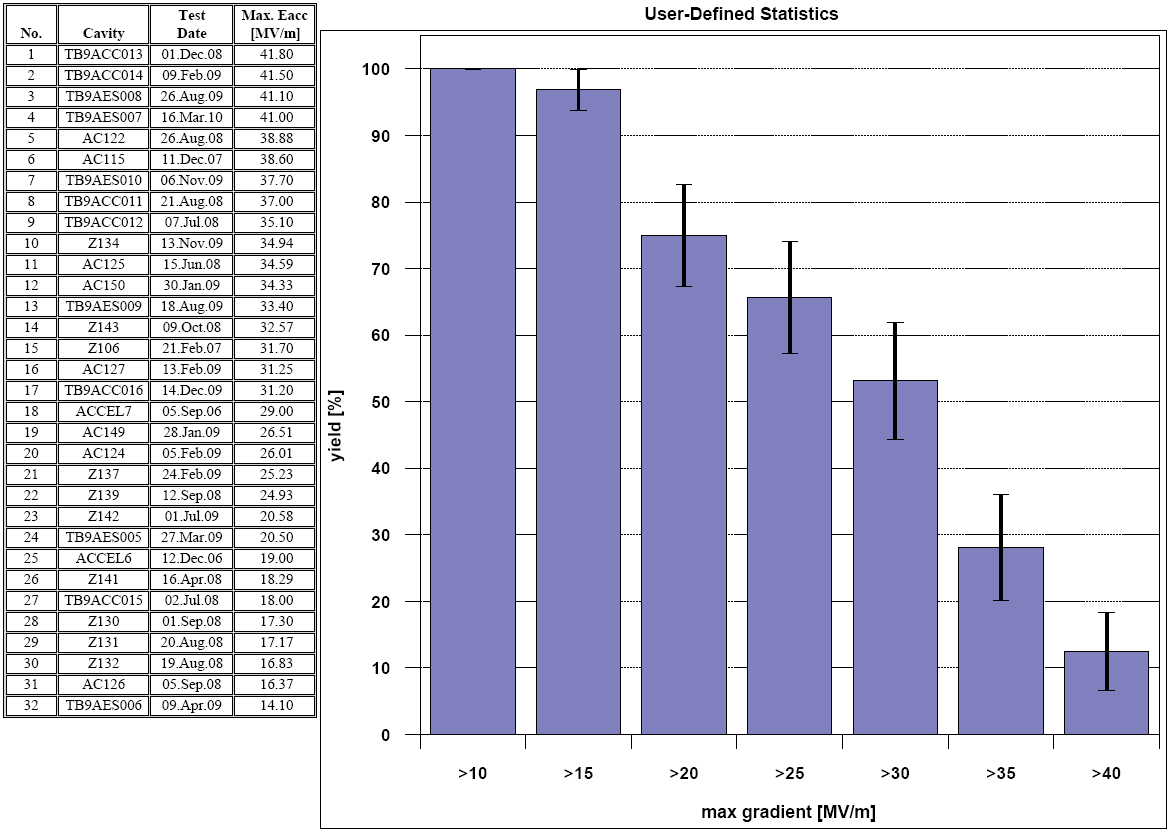 No. Cavity Test Date Max. Eacc [MV/m]
1 TB9ACC013 01.Dec.08 41.80
2 TB9ACC014 09.Feb.09 41.50
3 TB9AES008 26.Aug.09 41.10
4 TB9AES007 16.Mar.10 41.00
5 AC122 26.Aug.08 38.88
6 AC115 11.Dec.07 38.60
7 TB9AES010 06.Nov.09 37.70
8 TB9ACC011 21.Aug.08 37.00
9 TB9ACC012 07.Jul.08 35.10
10 Z134 13.Nov.09 34.94
11 AC125 15.Jun.08 34.59
12 AC150 30.Jan.09 34.33
13 TB9AES009 18.Aug.09 33.40
14 Z143 09.Oct.08 32.57
15 Z106 21.Feb.07 31.70
16 AC127 13.Feb.09 31.25
17 TB9ACC016 14.Dec.09 31.20
18 ACCEL7 05.Sep.06 29.00
19 AC149 28.Jan.09 26.51
20 AC124 05.Feb.09 26.01
21 Z137 24.Feb.09 25.23
22 Z139 12.Sep.08 24.93
23 Z142 01.Jul.09 20.58
24 TB9AES005 27.Mar.09 20.50
25 ACCEL6 12.Dec.06 19.00
26 Z141 16.Apr.08 18.29
27 TB9ACC015 02.Jul.08 18.00
28 Z130 01.Sep.08 17.30
29 Z131 20.Aug.08 17.17
30 Z132 19.Aug.08 16.83
31 AC126 05.Sep.08 16.37
32 TB9AES006 09.Apr.09 14.10
User-Defined Statistics
100
90
80
70
60
50
40
30
20
10
0
yield [%]
>10 >15 >20 >25 >30 >35 >40
max gradient [MV/m]